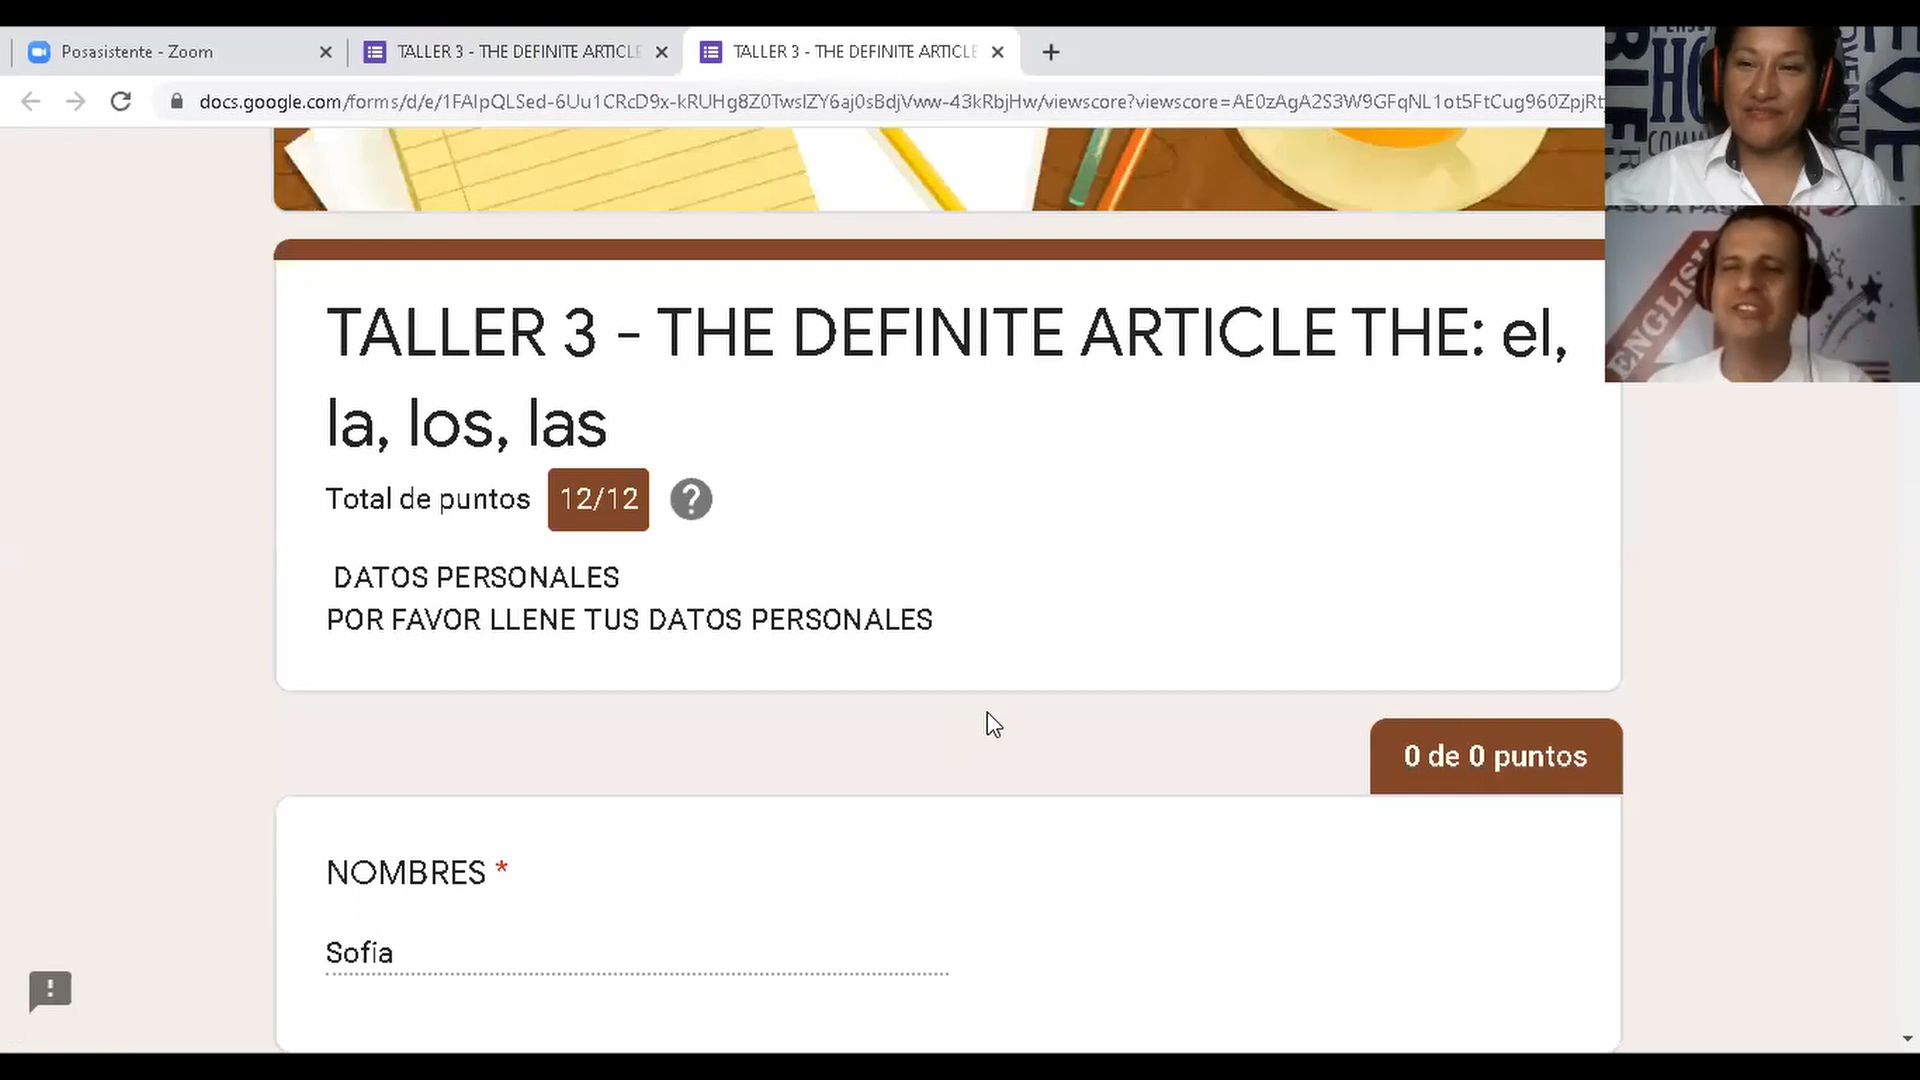 Posasistente - Zoom
TALLER 3 - THE DEFINITE ARTICLE
TALLER 3 - THE DEFINITE ARTICLE
docs.google.com/forms/d/e/1FAIpQLSed-6Uu1CRcD9x-kRUHg8Z0TwsIZY6aj0sBdjVww-43kRbjHw/viewscore?viewscore=AE0zAgA2S3W9GFqNL1ot5FtCug960ZpjRt
ENGLISH
TALLER 3 - THE DEFINITE ARTICLE THE: el,
la, los, las
Total de puntos 12/12
DATOS PERSONALES
POR FAVOR LLENE TUS DATOS PERSONALES
0 de 0 puntos
NOMBRES *
Sofia